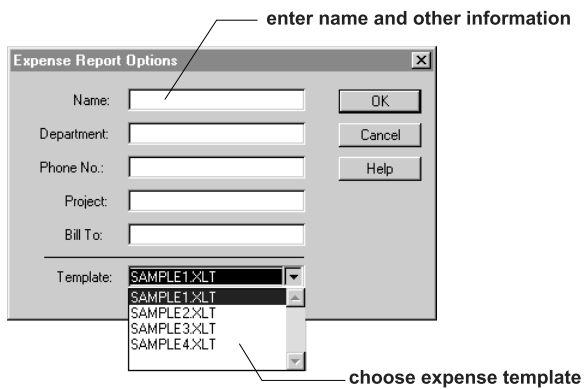 enter name and other information
Expense Report Options
Name:
OK
Department:
Cancel
Phone No.:
Help
Project:
Bill To:
Template:
SAMPLE1.XLT
SAMPLE1.XLT
SAMPLE2.XLT
SAMPLE3.XLT
SAMPLE4.XLT
choose expense template